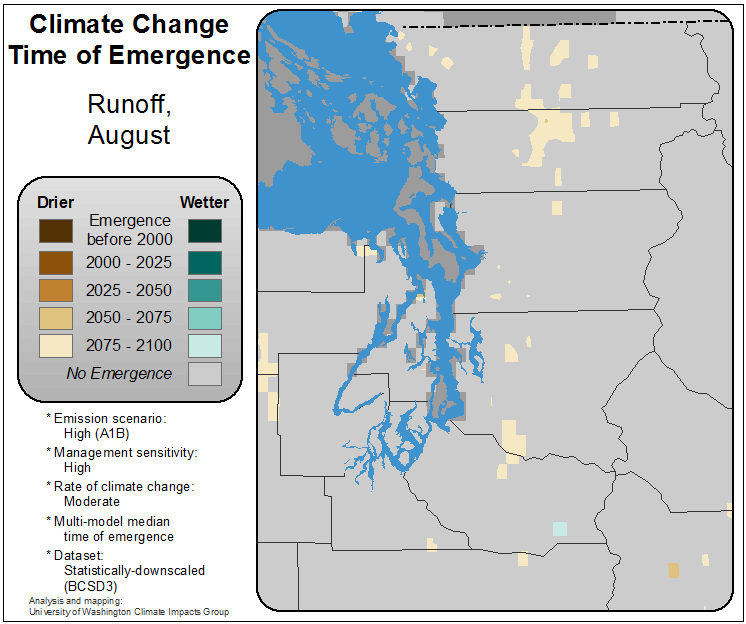 Climate Change
Time of Emergence
Runoff,
August
Drier Wetter
Emergence
before 2000
2000 - 2025
2025 - 2050
2050 - 2075
2075 - 2100
No Emergence
* Emission scenario:
High (A1B)
* Management sensitivity:
High
* Rate of climate change:
Moderate
* Multi-model median
time of emergence
* Dataset:
Statistically-downscaled
(BCSD3)
Analysis and mapping:
University of Washington Climate Impacts Group